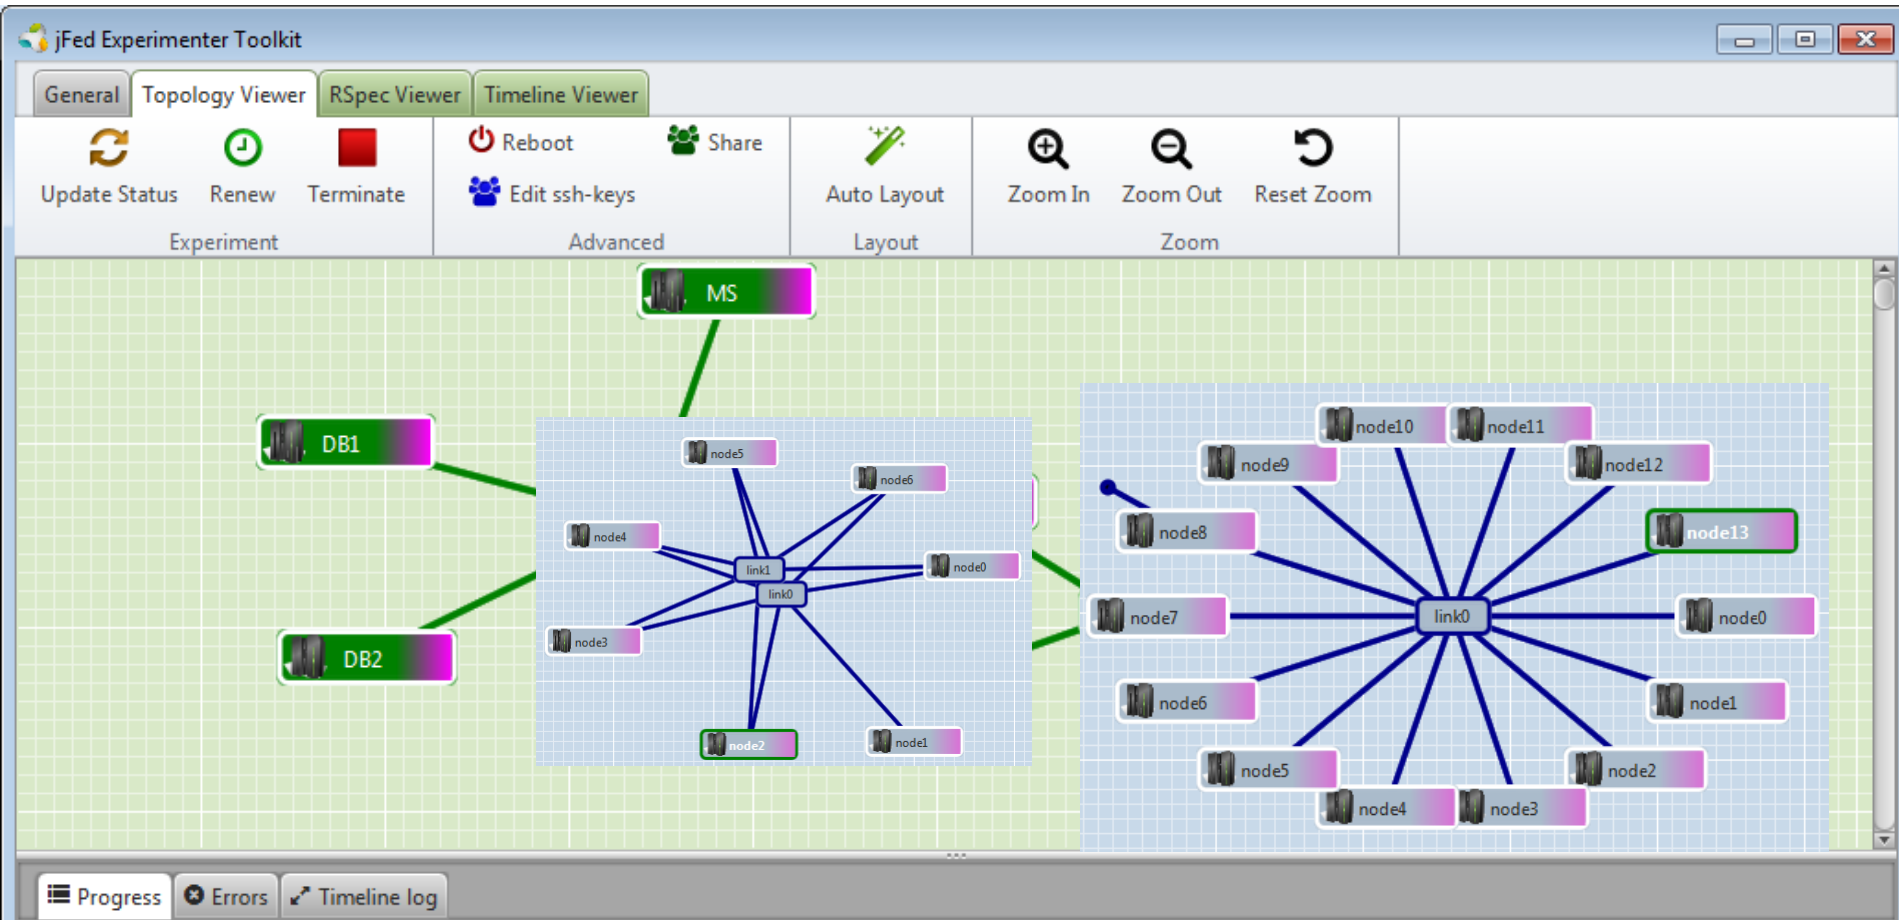 jFed Experimenter Toolkit
General Topology Viewer RSpec Viewer Timeline Viewer
Reboot Share
Update Status Renew Terminate Edit ssh-keys Auto Layout Zoom In Zoom Out Reset Zoom
Experiment Advanced Layout Zoom
MS
DB1
DB2
node5
node6
node4
link1
node0
link0
node3
node2
node1
node10
node11
node9
node12
node8
node13
node7
link0
node0
node6
node1
node5
node2
node4
node3
Progress Errors Timeline log